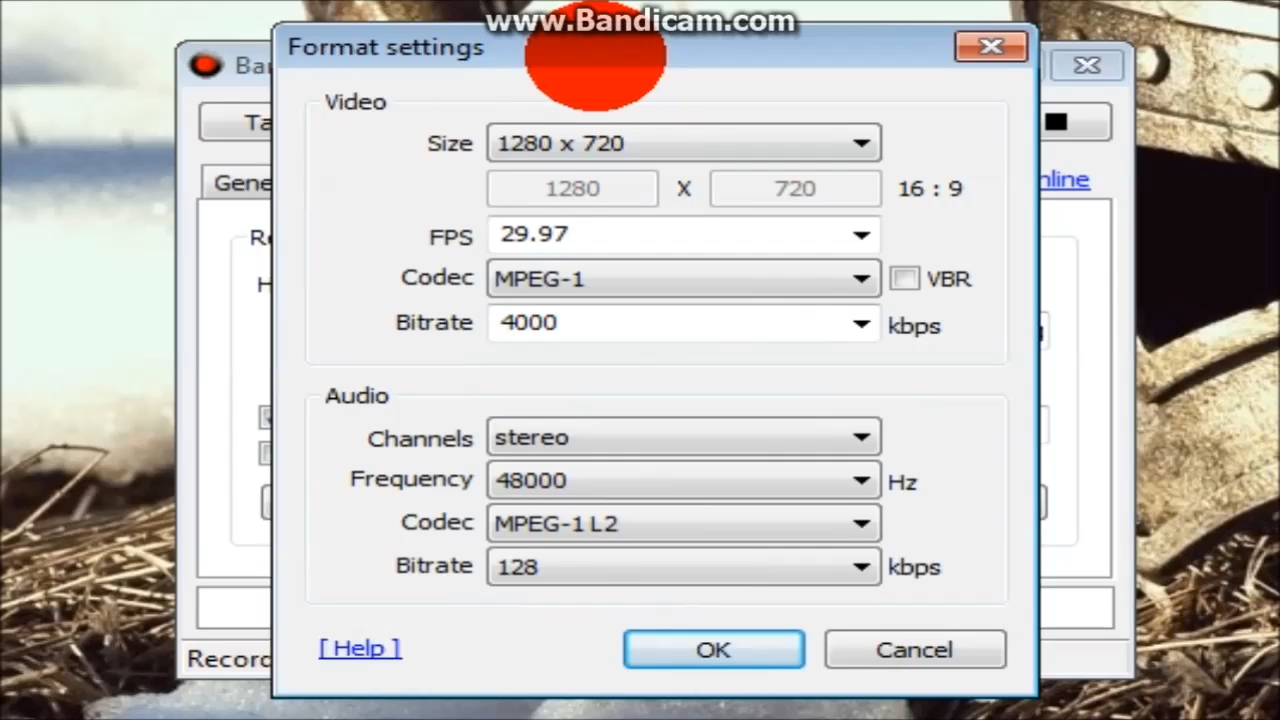 www.Bandicam.com
Format settings
Video
Size 1280 x 720
1280 X 720 16 : 9
FPS 29.97
Codec MPEG-1 VBR
Bitrate 4000 kbps
Audio
Channels stereo
Frequency 48000 Hz
Codec MPEG-1 L2
Bitrate 128 kbps
[ Help ] OK Cancel